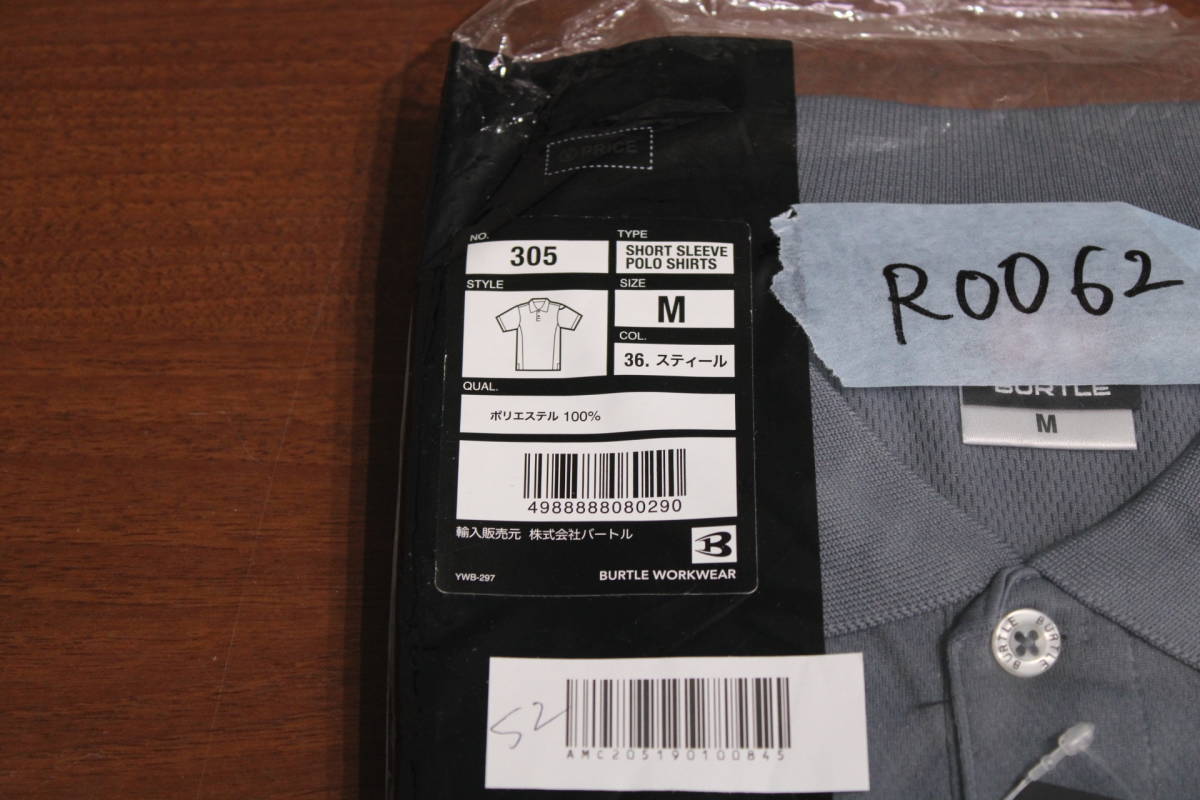 PRICE
NO.
305
TYPE
SHORT SLEEVE
POLO SHIRTS
STYLE
SIZE
M
COL.
36. スティール
QUAL.
ポリエステル 100%
4988888080290
輸入販売元 株式会社バートル
B
YWB-297
BURTLE WORKWEAR
R0062
BURTLE
M
BURTLE BURTLE
52
AMC205190100845